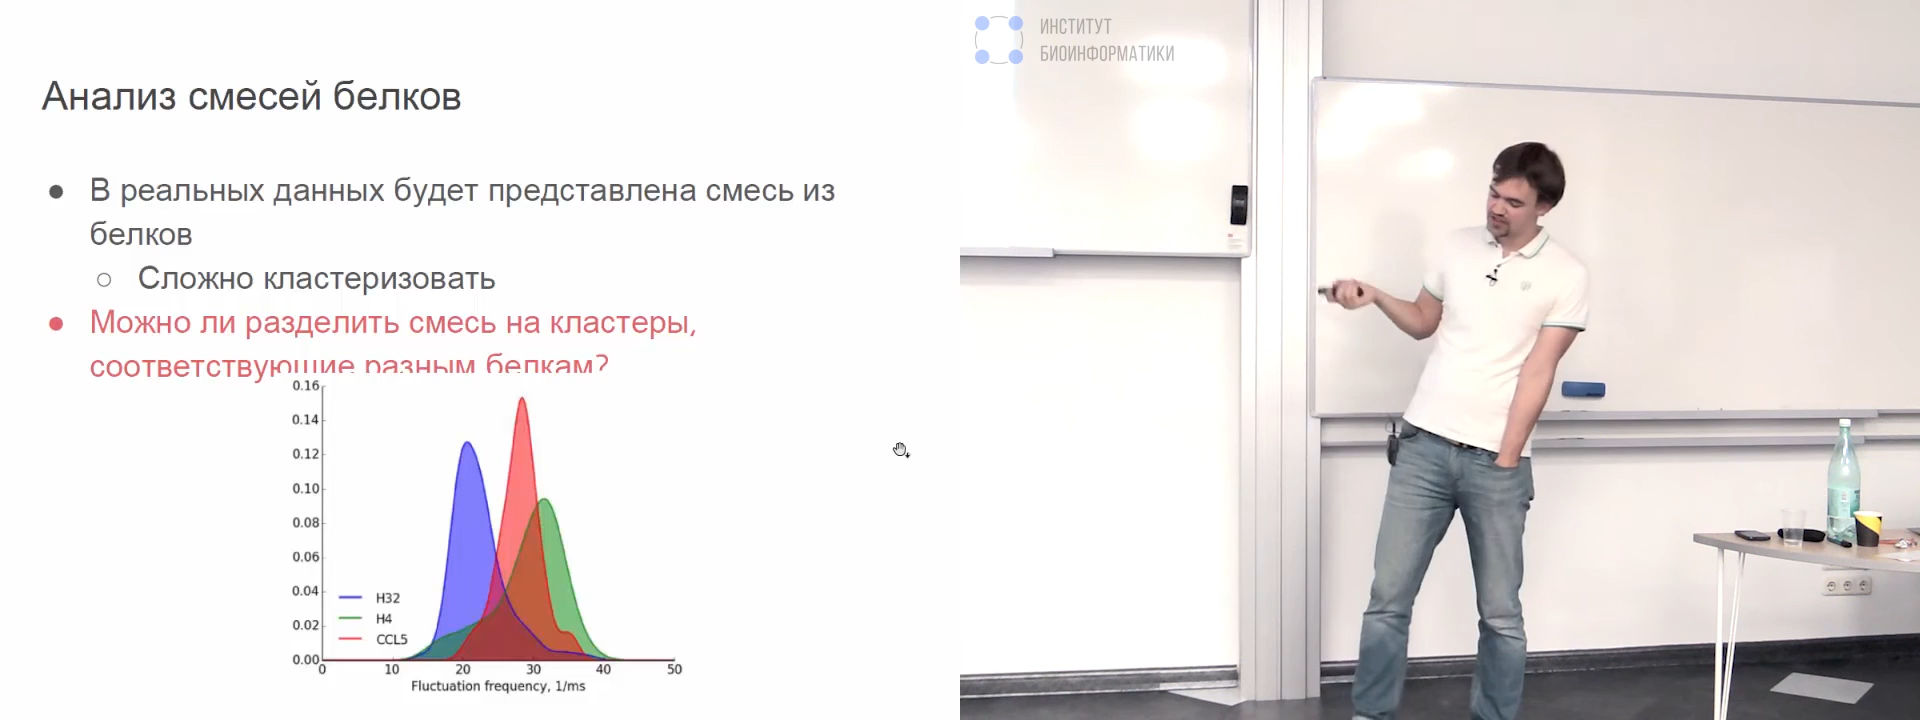 Анализ смесей белков
В реальных данных будет представлена смесь из
белков
Сложно кластеризовать
Можно ли разделить смесь на кластеры,
соответствующие разным белкам?
0.16
0.14
0.12
0.10
0.08
0.06
0.04
0.02
0.00
H32
H4
CCL5
0 10 20 30 40 50
Fluctuation frequency, 1/ms
ИНСТИТУТ
БИОИНФОРМАТИКИ